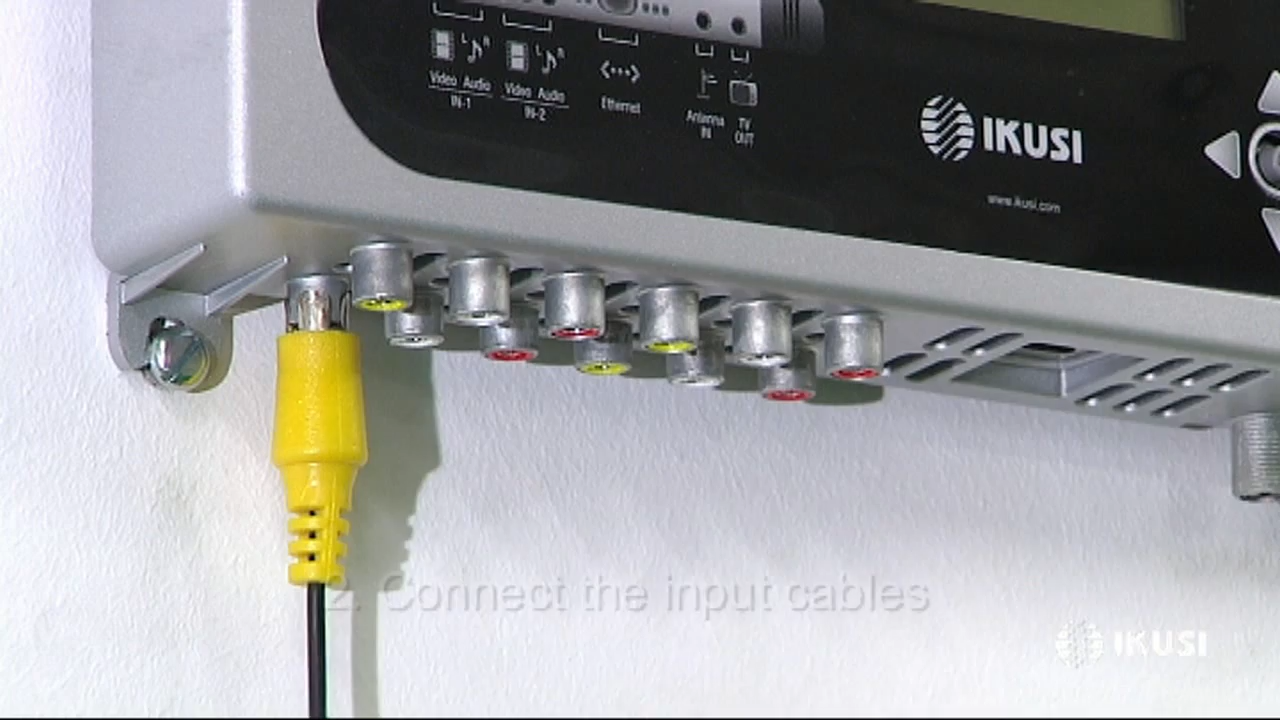 L R L R
Video Audio Video Audio Ethernet Antenna TV
IN-1 IN-2 IN OUT
IKUSI
www.ikusi.com
2. Connect the input cables
IKUSI